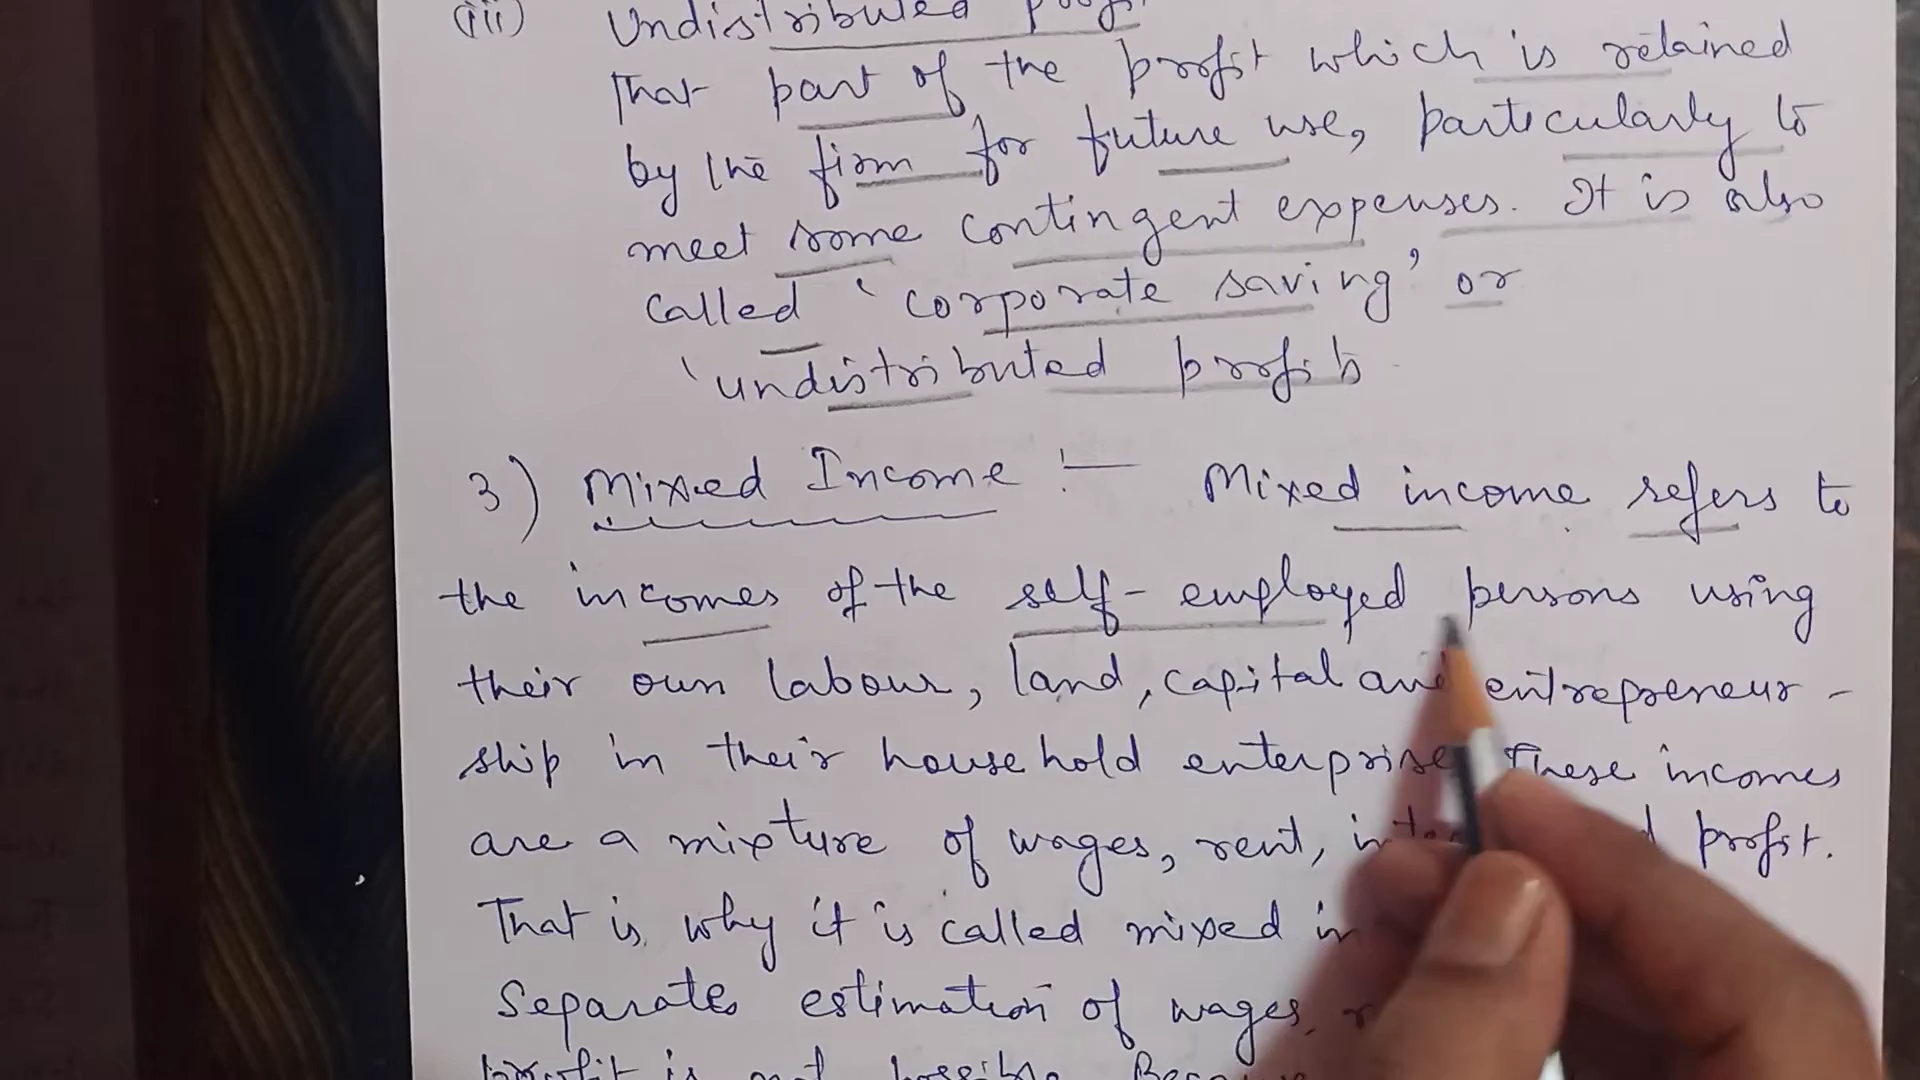 (iii) Undistributed
That part of the profit which is retained
by the firm for future use, particularly to
meet some contingent expenses. It is also
called 'corporate saving' or
'undistributed profits
3) Mixed Income :- Mixed income refers to
the incomes of the self-employed persons using
their own labour, land, capital and entrepreneur-
ship in their household enterprise These incomes
are a mixture of wages, rent, profit.
That is why it is called mixed
Separate estimation of wages,
profit is not possible